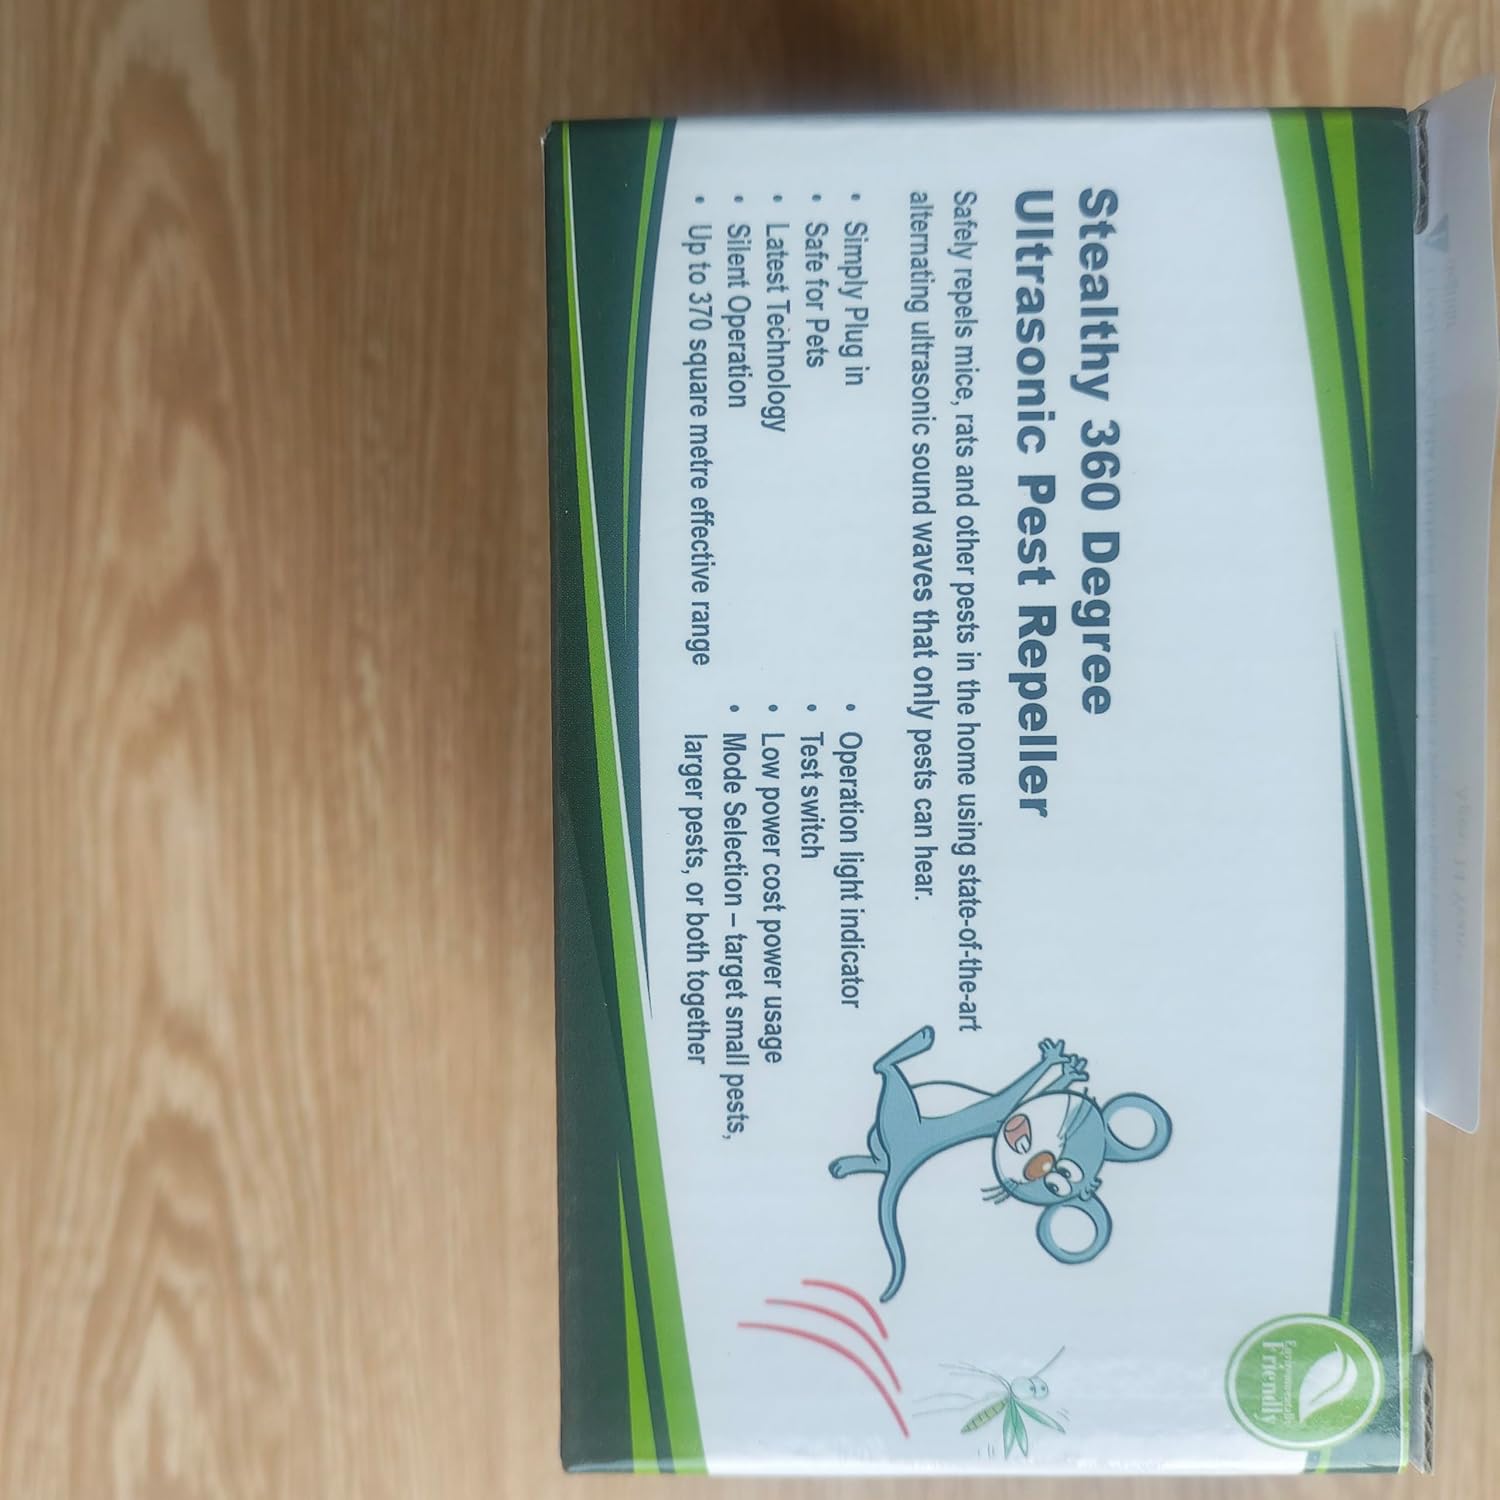 Stealthy 360 Degree
Ultrasonic Pest Repeller
Safely repels mice, rats and other pests in the home using state-of-the-art
alternating ultrasonic sound waves that only pests can hear.
• Simply Plug in
• Safe for Pets
• Latest Technology
• Silent Operation
• Up to 370 square metre effective range
• Operation light indicator
• Test switch
• Low power cost power usage
• Mode Selection – target small pests,
larger pests, or both together
Environmentally
Friendly